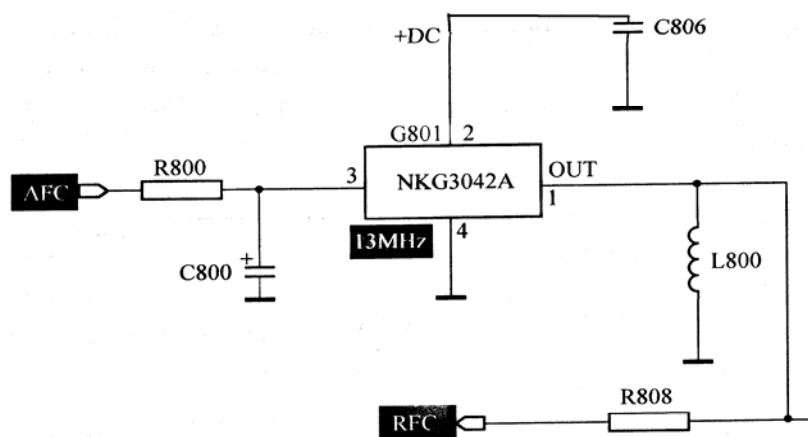 +DC
C806
G801
2
R800
AFC
3
NKG3042A
OUT
1
13MHz
4
C800
+
L800
R808
RFC